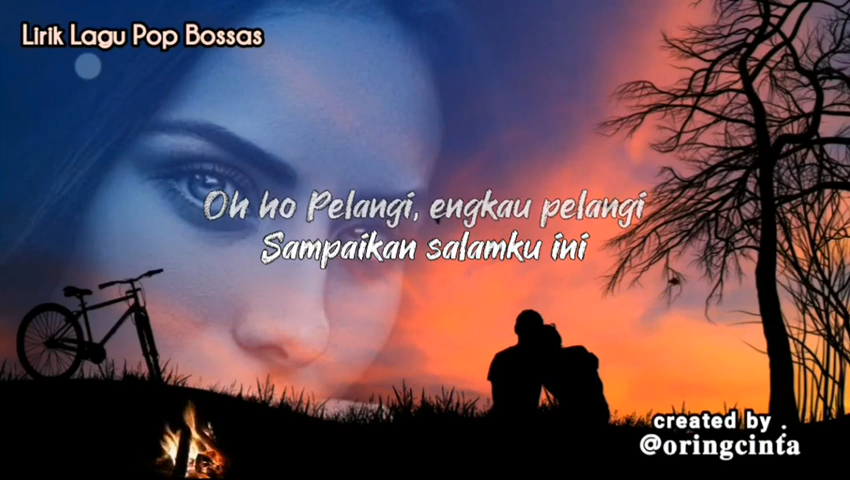 Lirik Lagu Pop Bossas
Oh ho Pelangi, engkau pelangi
Sampaikan salamku ini
created by .
@oringcinta